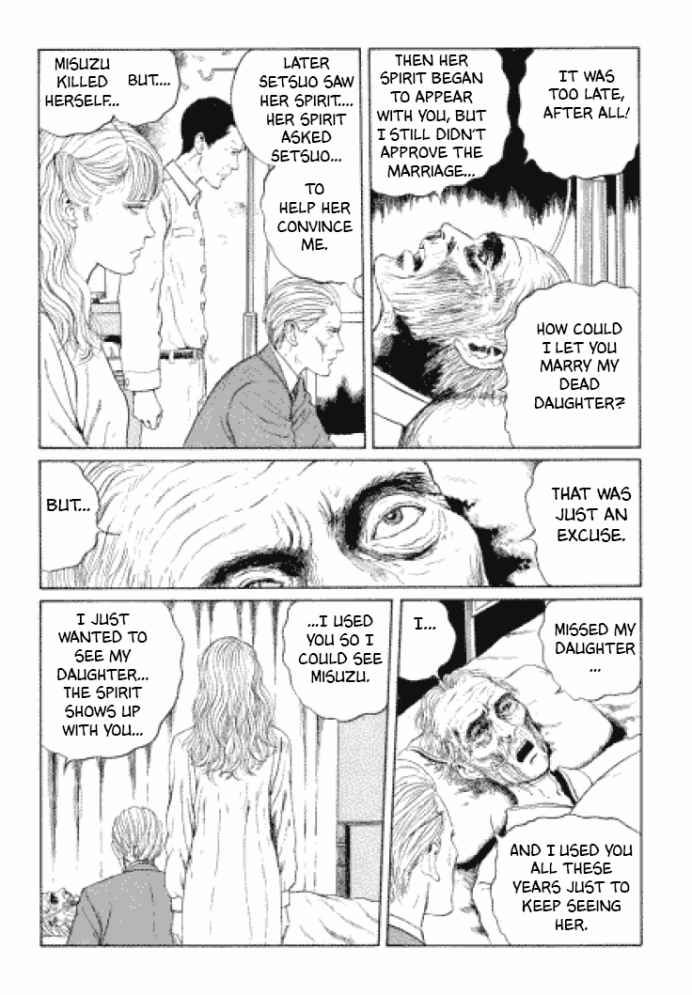 MISUZU
KILLED
HERSELF...
BUT....
LATER
SETSUO SAW
HER SPIRIT....
HER SPIRIT
ASKED
SETSUO...
TO
HELP HER
CONVINCE
ME.
THEN HER
SPIRIT BEGAN
TO APPEAR
WITH YOU, BUT
I STILL DIDN'T
APPROVE THE
MARRIAGE...
IT WAS
TOO LATE,
AFTER ALL!
HOW COULD
I LET YOU
MARRY MY
DEAD
DAUGHTER?
BUT...
THAT WAS
JUST AN
EXCUSE.
I JUST
WANTED TO
SEE MY
DAUGHTER...
THE SPIRIT
SHOWS UP
WITH YOU...
...I USED
YOU SO I
COULD SEE
MISUZU.
I...
MISSED MY
DAUGHTER
...
AND I USED YOU
ALL THESE
YEARS JUST TO
KEEP SEEING
HER.